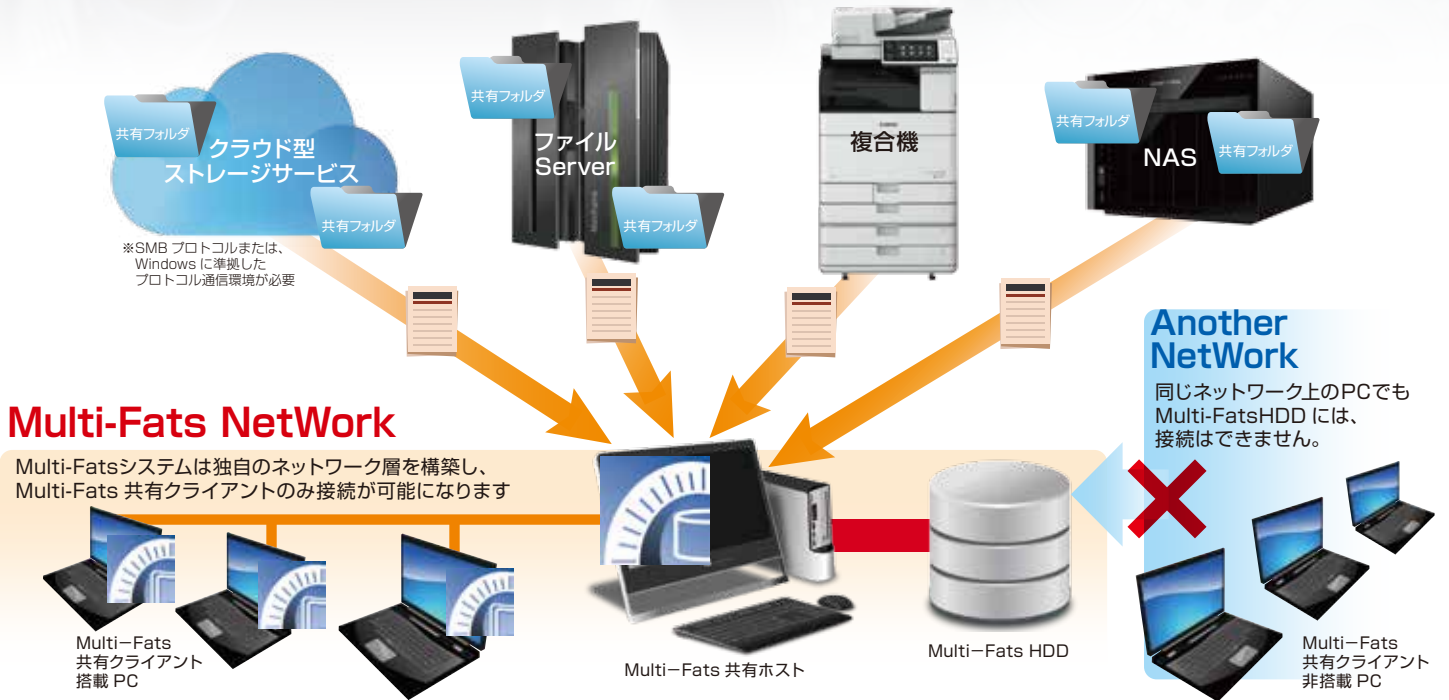 共有フォルダ
クラウド型
ストレージサービス
共有フォルダ
※SMB プロトコルまたは、
Windows に準拠した
プロトコル通信環境が必要
共有フォルダ
ファイル
Server
共有フォルダ
複合機
共有フォルダ
NAS
共有フォルダ
Another
NetWork
同じネットワーク上のPCでも
Multi-FatsHDD には、
接続はできません。
Multi-Fats NetWork
Multi-Fatsシステムは独自のネットワーク層を構築し、
Multi-Fats 共有クライアントのみ接続が可能になります
Multi−Fats
共有クライアント
搭載 PC
Multi−Fats 共有ホスト
Multi−Fats HDD
Multi−Fats
共有クライアント
非搭載 PC